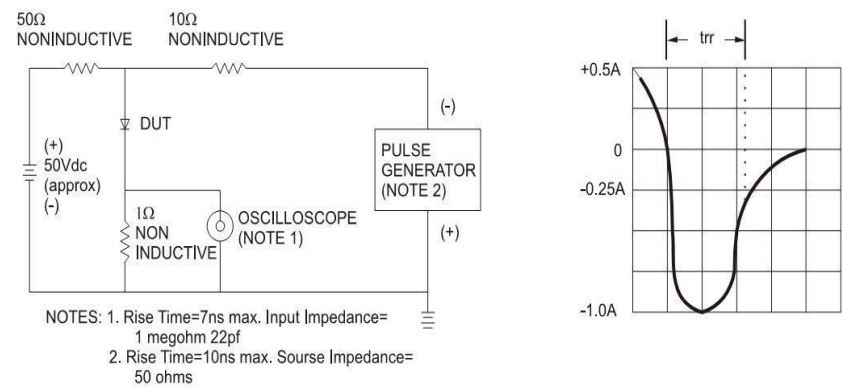 50Ω
NONINDUCTIVE
10Ω
NONINDUCTIVE
DUT
(+)
50Vdc
(approx)
(-)
1Ω
NON
INDUCTIVE
OSCILLOSCOPE
(NOTE 1)
(-)
PULSE
GENERATOR
(NOTE 2)
(+)
NOTES: 1. Rise Time=7ns max. Input Impedance=
1 megohm 22pf
2. Rise Time=10ns max. Sourse Impedance=
50 ohms
trr
+0.5A
0
-0.25A
-1.0A